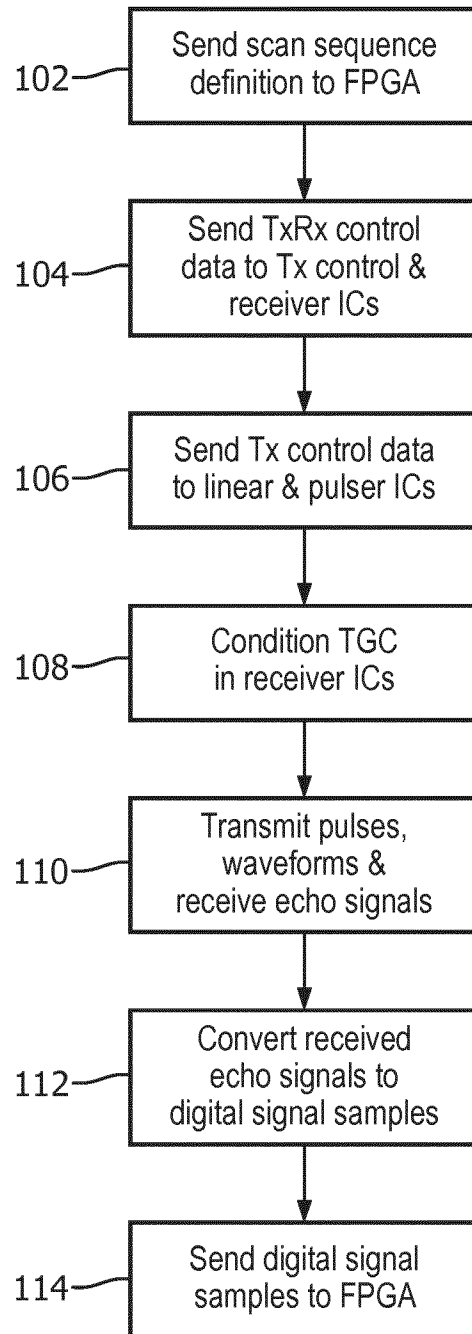 102
Send scan sequence
definition to FPGA
104
Send TxRx control
data to Tx control &
receiver ICs
106
Send Tx control data
to linear & pulser ICs
108
Condition TGC
in receiver ICs
110
Transmit pulses,
waveforms &
receive echo signals
112
Convert received
echo signals to
digital signal samples
114
Send digital signal
samples to FPGA